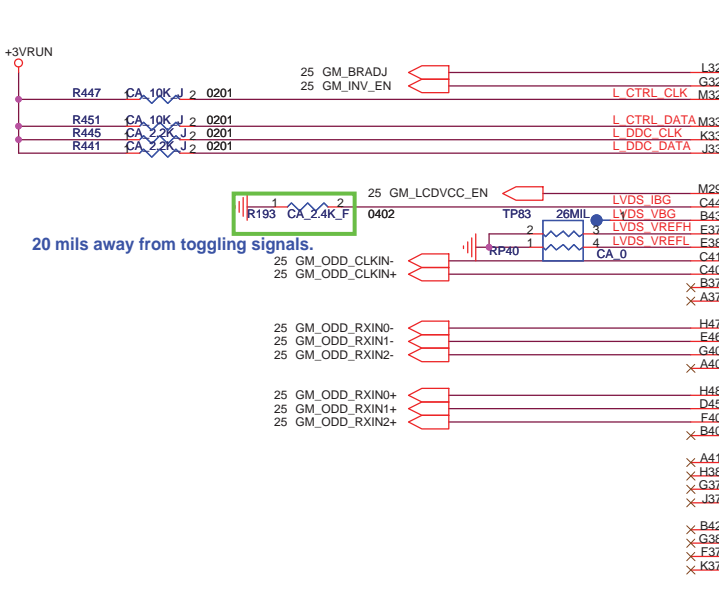 +3VRUN
25 GM_BRADJ L32
25 GM_INV_EN G32
R447 CA_10K_J 1 2 0201 L_CTRL_CLK M32
R451 CA_10K_J 1 2 0201 L_CTRL_DATA M33
R445 CA_2.2K_J 1 2 0201 L_DDC_CLK K33
R441 CA_2.2K_J 1 2 0201 L_DDC_DATA J33
25 GM_LCDVCC_EN M29
1 2 LVDS_IBG C44
R193 CA_2.4K_F 0402 TP83 26MIL 1 LVDS_VBG B43
2 3 LVDS_VREFH E37
1 4 LVDS_VREFL E38
RP40 CA_0
20 mils away from toggling signals.
25 GM_ODD_CLKIN- C41
25 GM_ODD_CLKIN+ C40
B37
A37
25 GM_ODD_RXIN0- H47
25 GM_ODD_RXIN1- E46
25 GM_ODD_RXIN2- G40
A40
25 GM_ODD_RXIN0+ H48
25 GM_ODD_RXIN1+ D45
25 GM_ODD_RXIN2+ F40
B40
A41
H38
G37
J37
B42
G38
F37
K37